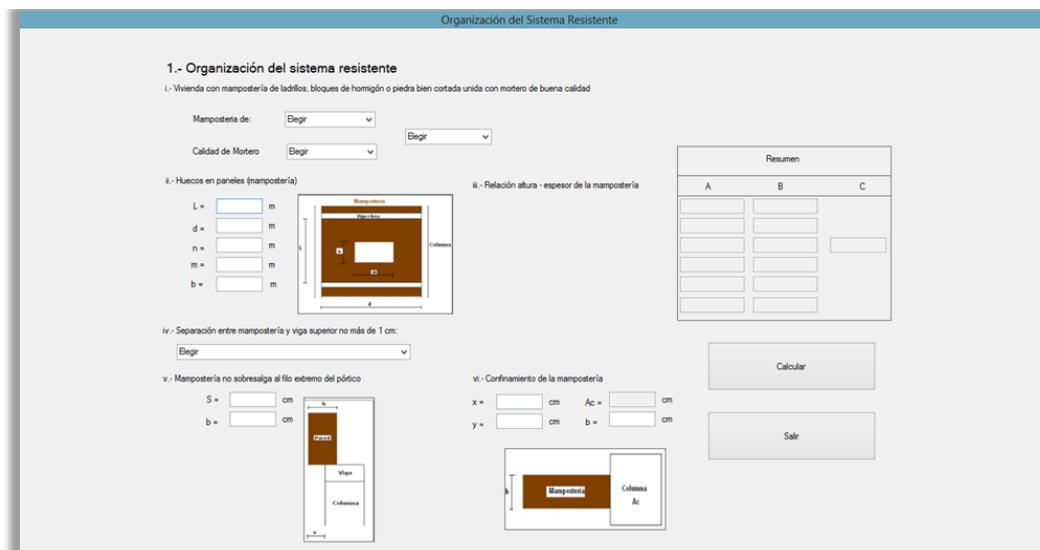 Organización del Sistema Resistente
1.- Organización del sistema resistente
i.- Vivienda con mampostería de ladrillos, bloques de hormigón o piedra bien cortada unida con mortero de buena calidad
Mamposteria de:
Elegir
Elegir
Calidad de Mortero
Elegir
Resumen
A B C
ii.- Huecos en paneles (mampostería)
L = m
d = m
n = m
m = m
b = m
Mampostería
Viga o losa
L
n
m
Columna
d
iii.- Relación altura - espesor de la mampostería
iv.- Separación entre mampostería y viga superior no más de 1 cm:
Elegir
Calcular
Salir
v.- Mampostería no sobresalga al filo extremo del pórtico
S = cm
b = cm
b
Pared
Viga
Columna
s
vi.- Confinamiento de la mampostería
x = cm Ac = cm
y = cm b = cm
b
Mampostería
Columna
Ac